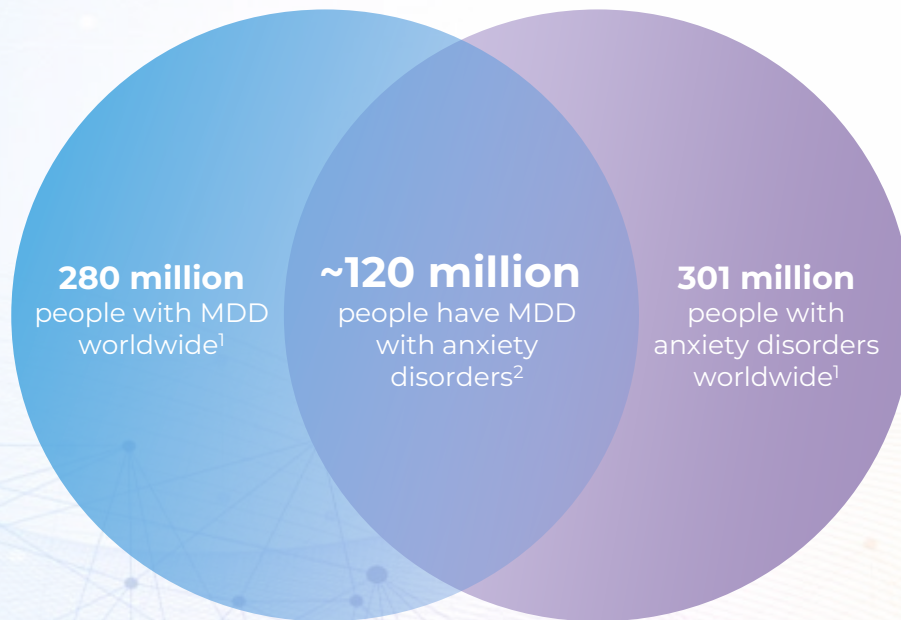 280 million
people with MDD
worldwide¹
~120 million
people have MDD
with anxiety
disorders²
301 million
people with
anxiety disorders
worldwide¹